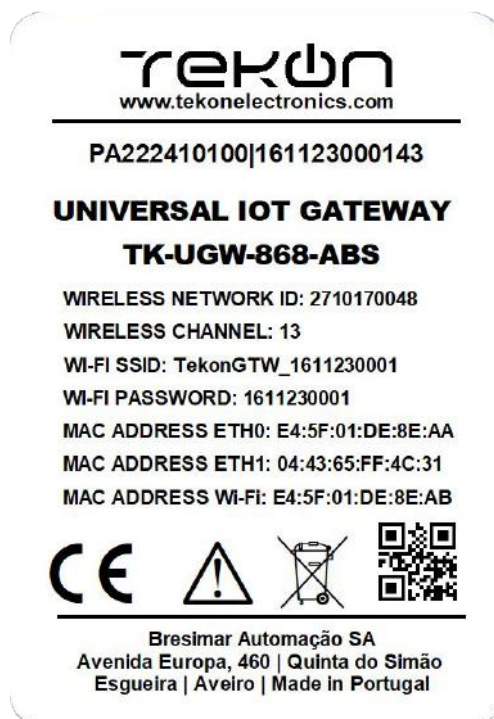 TEKON
www.tekonelectronics.com
PA222410100|161123000143
UNIVERSAL IOT GATEWAY
TK-UGW-868-ABS
WIRELESS NETWORK ID: 2710170048
WIRELESS CHANNEL: 13
WI-FI SSID: TekonGTW_1611230001
WI-FI PASSWORD: 1611230001
MAC ADDRESS ETH0: E4:5F:01:DE:8E:AA
MAC ADDRESS ETH1: 04:43:65:FF:4C:31
MAC ADDRESS Wi-Fi: E4:5F:01:DE:8E:AB
CE
Bresimar Automação SA
Avenida Europa, 460 | Quinta do Simão
Esgueira | Aveiro | Made in Portugal